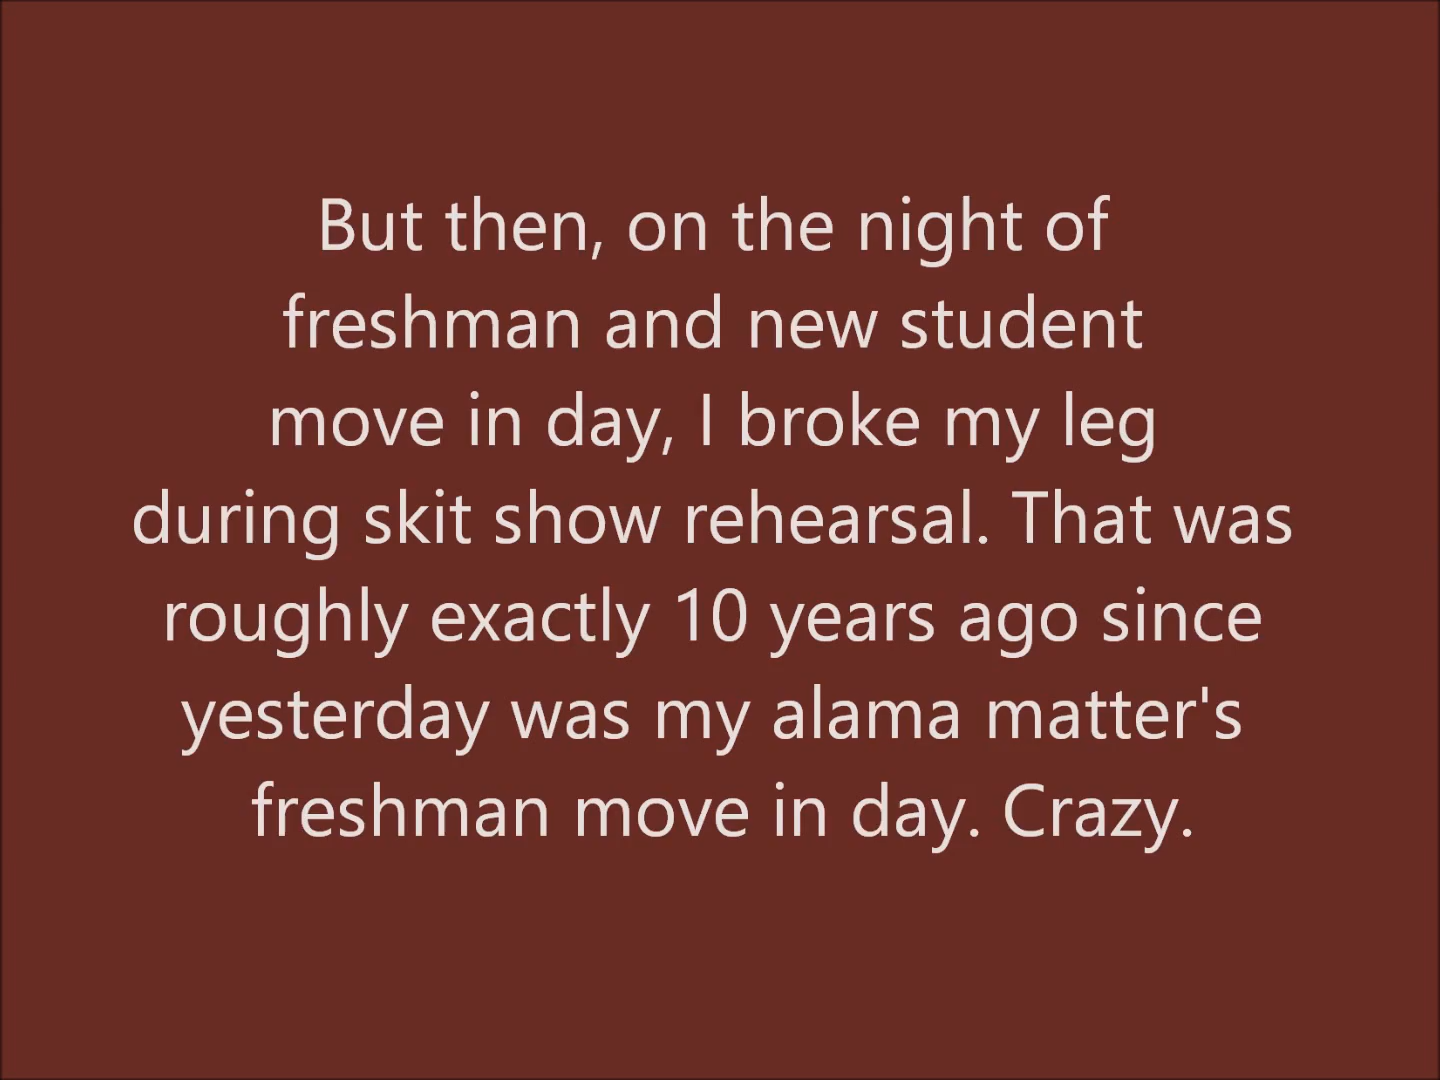 But then, on the night of
freshman and new student
move in day, I broke my leg
during skit show rehearsal. That was
roughly exactly 10 years ago since
yesterday was my alama matter's
freshman move in day. Crazy.